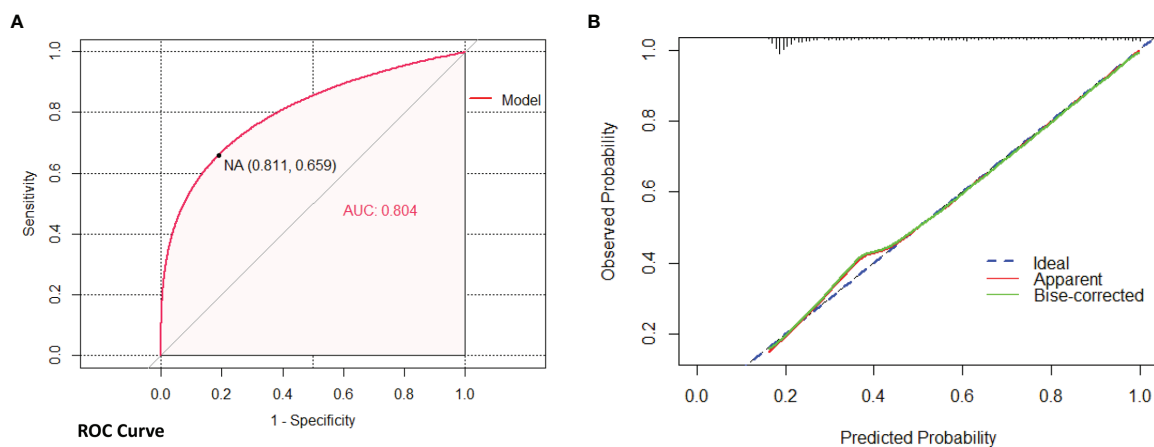 A
1.0
0.8
0.6
0.4
0.2
0.0
Sensitivity
Model
NA (0.811, 0.659)
AUC: 0.804
0.0 0.2 0.4 0.6 0.8 1.0
1 - Specificity
ROC Curve
B
1.0
0.8
0.6
0.4
0.2
Observed Probability
Ideal
Apparent
Bise-corrected
0.0 0.2 0.4 0.6 0.8 1.0
Predicted Probability